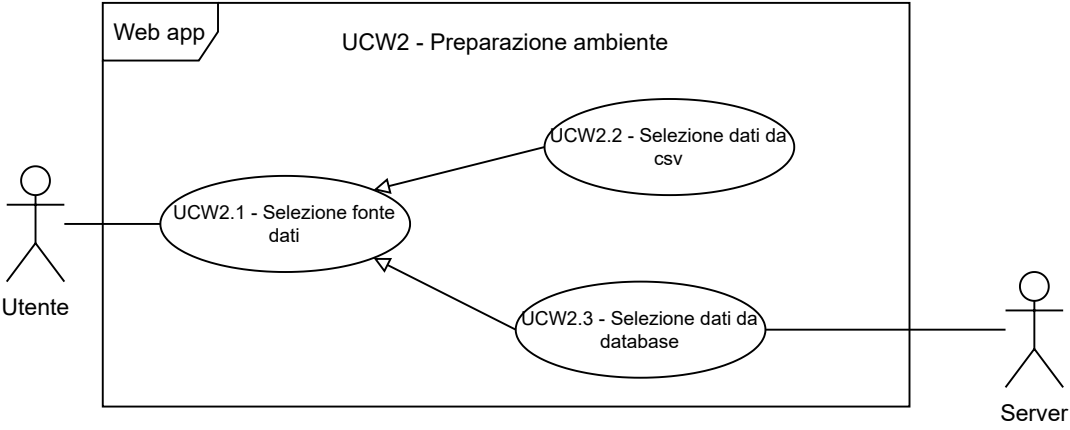 Web app
UCW2 - Preparazione ambiente
UCW2.2 - Selezione dati da
csv
UCW2.1 - Selezione fonte
dati
Utente
UCW2.3 - Selezione dati da
database
Server